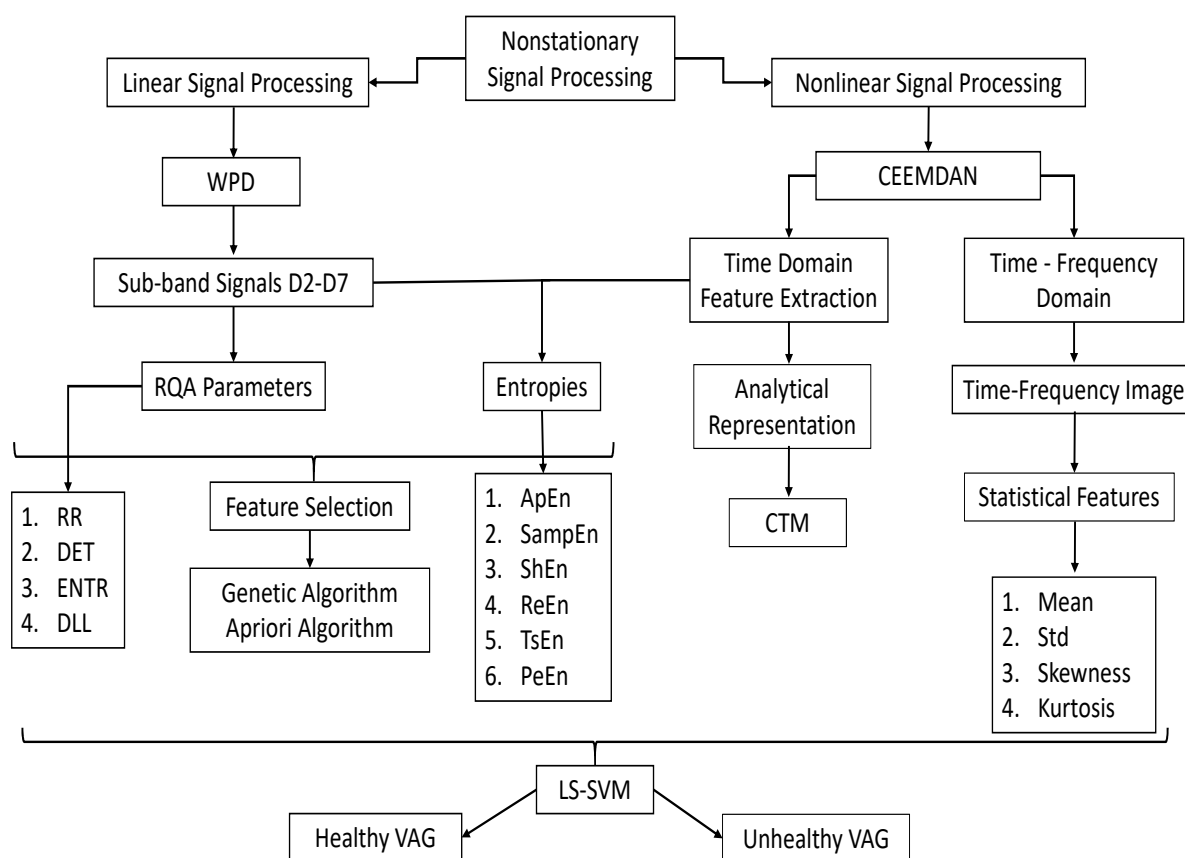 Nonstationary
Signal Processing
Linear Signal Processing
Nonlinear Signal Processing
WPD
CEEMDAN
Sub-band Signals D2-D7
Time Domain
Feature Extraction
Time - Frequency
Domain
RQA Parameters
Entropies
Analytical
Representation
Time-Frequency Image
1. RR
2. DET
3. ENTR
4. DLL
Feature Selection
Genetic Algorithm
Apriori Algorithm
1. ApEn
2. SampEn
3. ShEn
4. ReEn
5. TsEn
6. PeEn
CTM
Statistical Features
1. Mean
2. Std
3. Skewness
4. Kurtosis
LS-SVM
Healthy VAG
Unhealthy VAG